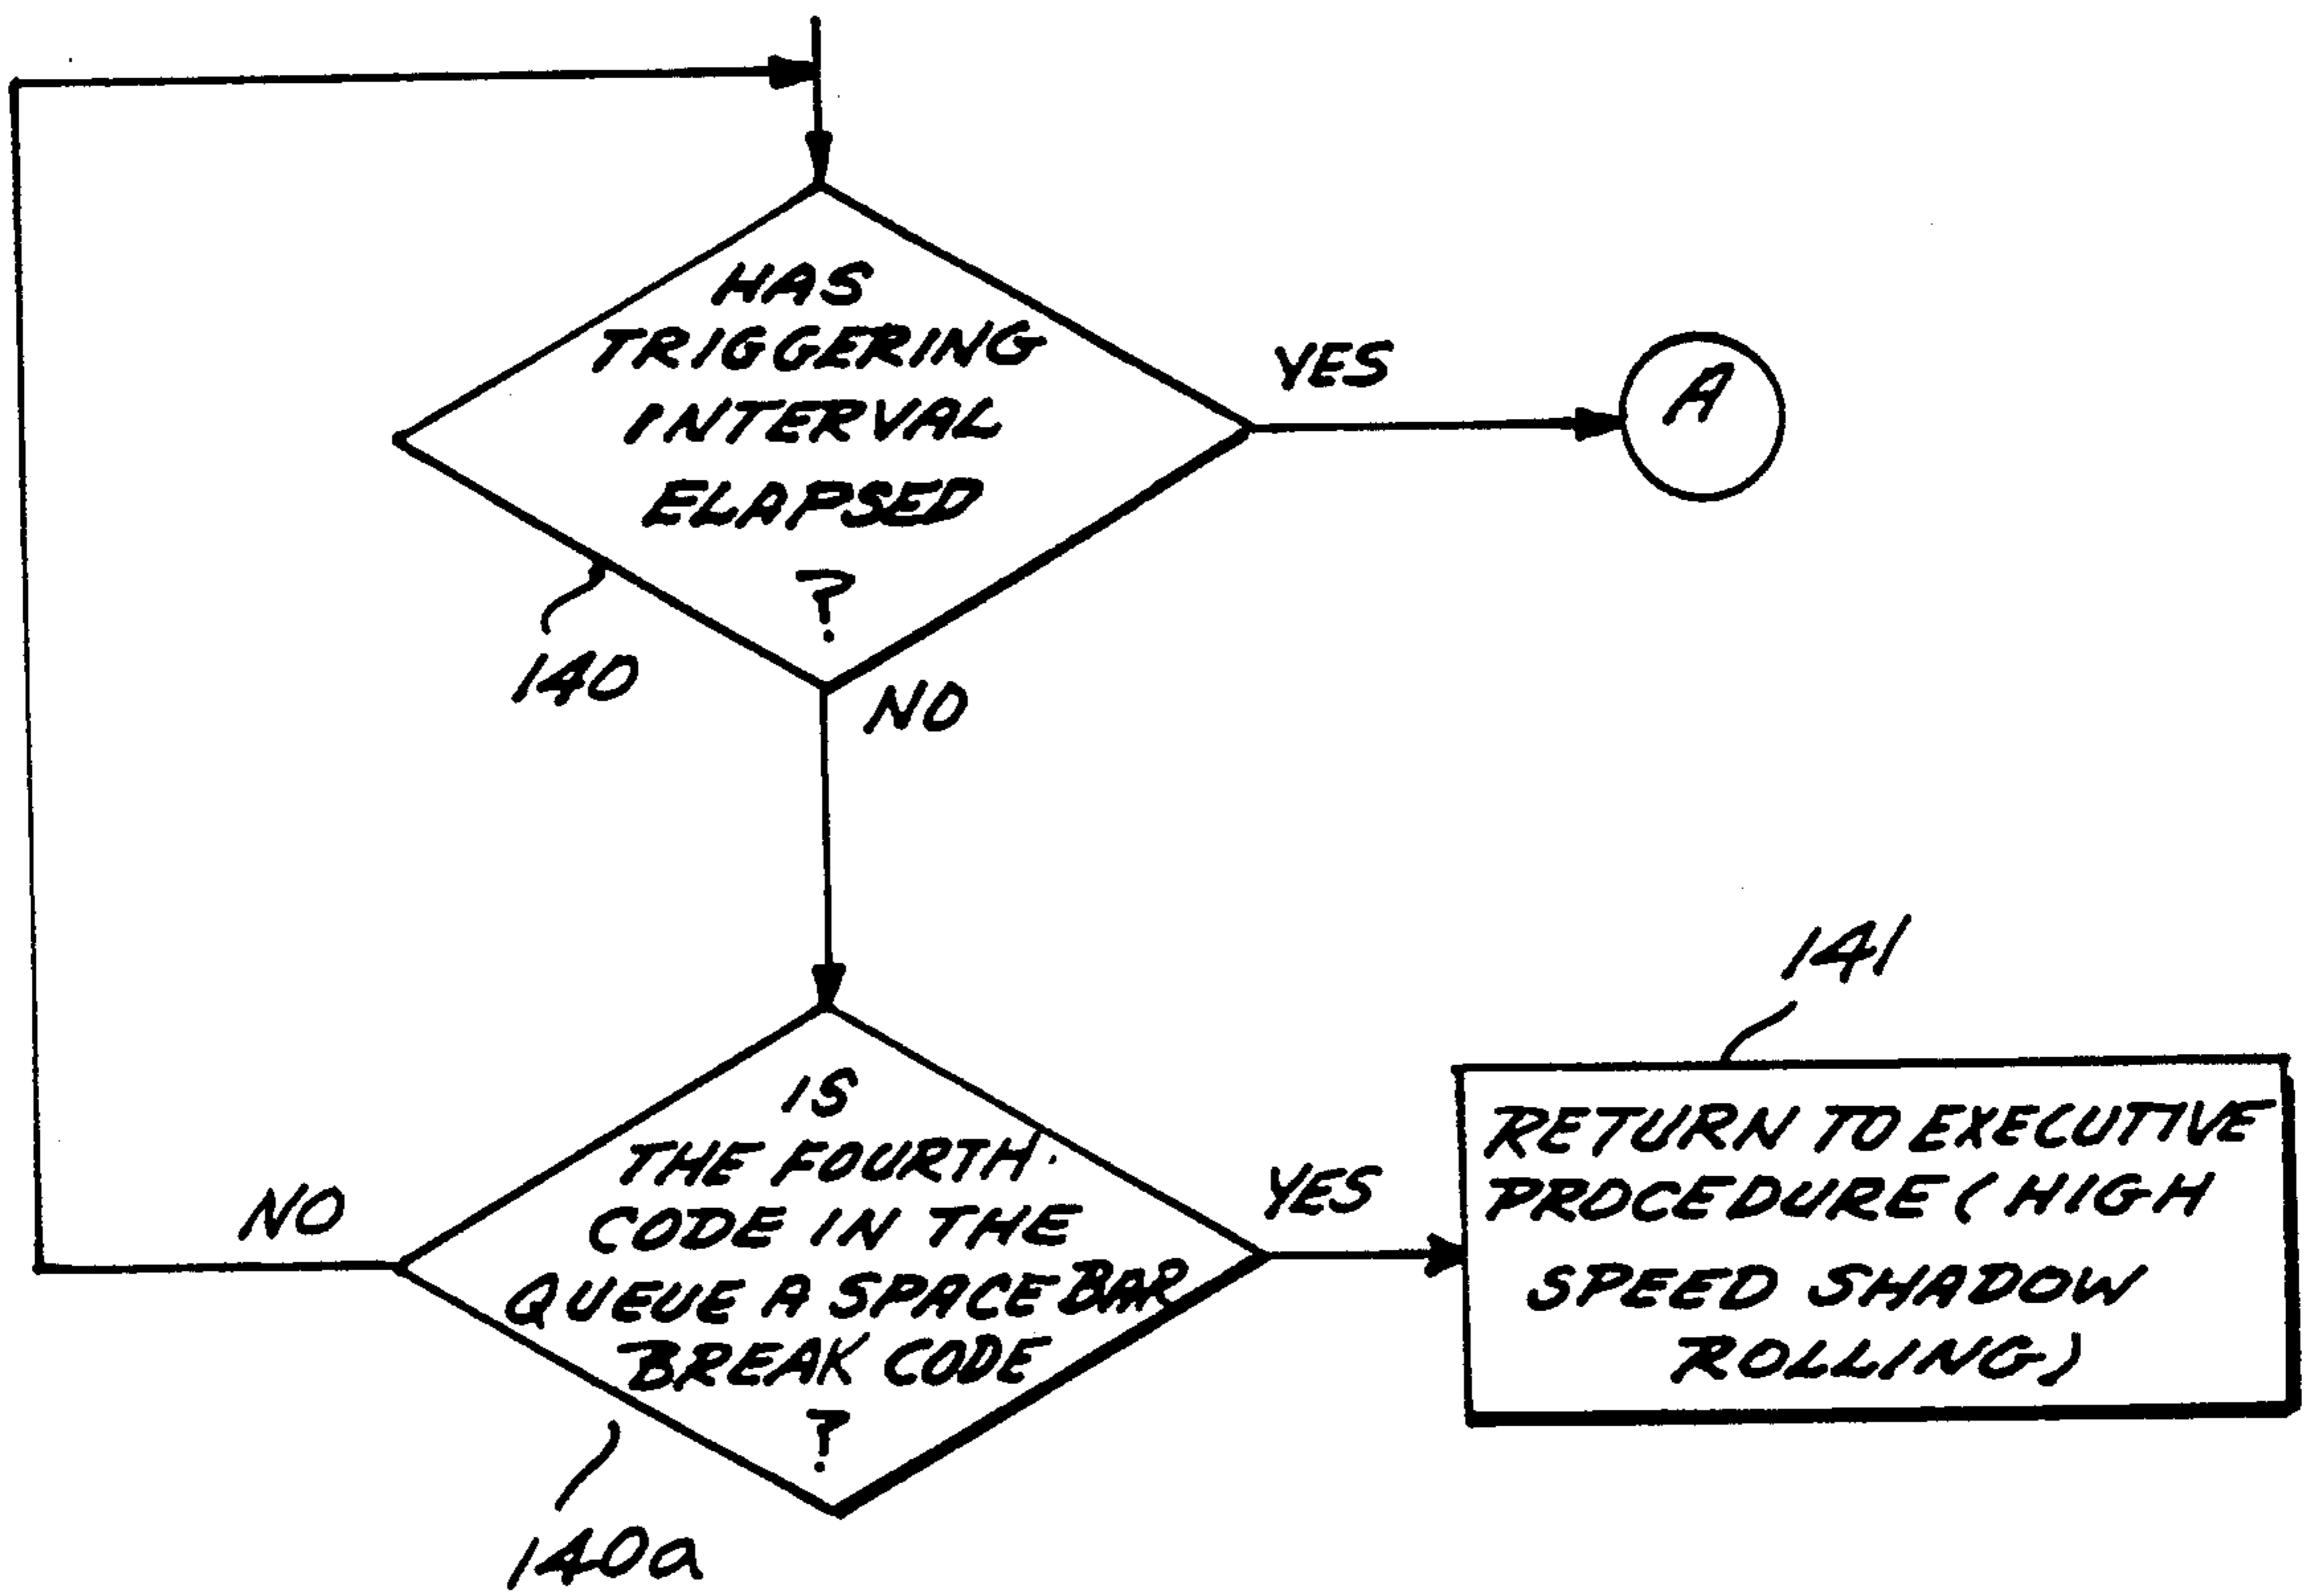 HAS
TRIGGERING
INTERVAL
ELAPSED
?
YES
A
140
NO
141
IS
THE FOURTH
CODE IN THE
QUEUE A SPACE BAR
BREAK CODE
?
NO
YES
RETURN TO EXECUTIVE
PROCEDURE (HIGH
SPEED SHADOW
ROLLING)
140a